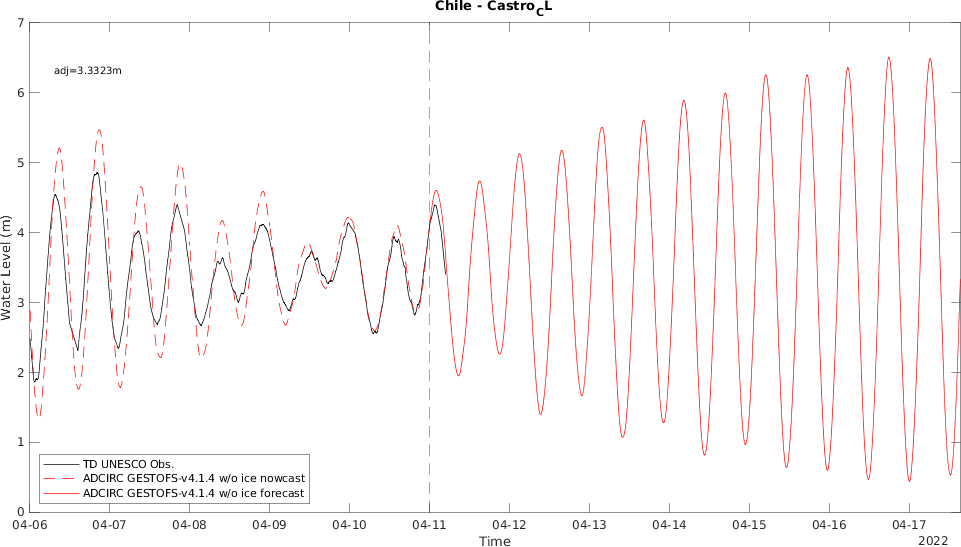 Chile - Castro_CL
7
6
5
4
3
2
1
0
adj=3.3323m
Water Level (m)
TD UNESCO Obs.
ADCIRC GESTOFS-v4.1.4 w/o ice nowcast
ADCIRC GESTOFS-v4.1.4 w/o ice forecast
04-06 04-07 04-08 04-09 04-10 04-11 04-12 04-13 04-14 04-15 04-16 04-17
Time
2022